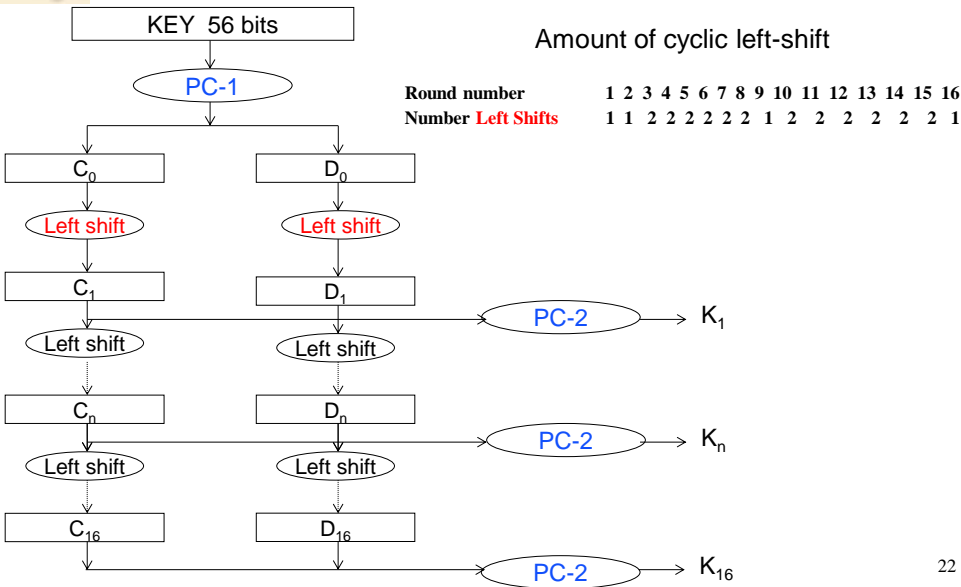 KEY 56 bits
Amount of cyclic left-shift
PC-1
Round number 1 2 3 4 5 6 7 8 9 10 11 12 13 14 15 16
Number Left Shifts 1 1 2 2 2 2 2 2 1 2 2 2 2 2 2 1
C₀ D₀
Left shift Left shift
C₁ D₁
PC-2 K₁
Left shift Left shift
Cₙ Dₙ
PC-2 Kₙ
Left shift Left shift
C₁₆ D₁₆
PC-2 K₁₆
22